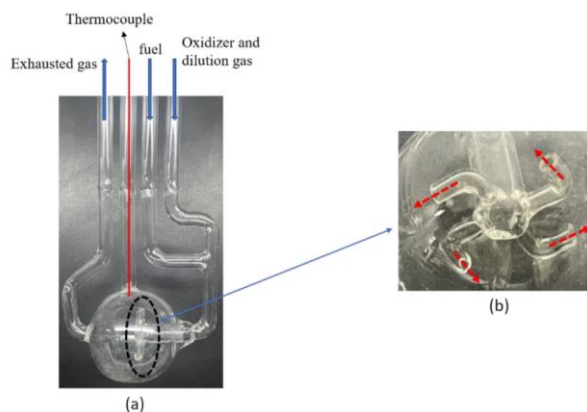 Thermocouple
fuel
Oxidizer and
dilution gas
Exhausted gas
(a)
(b)